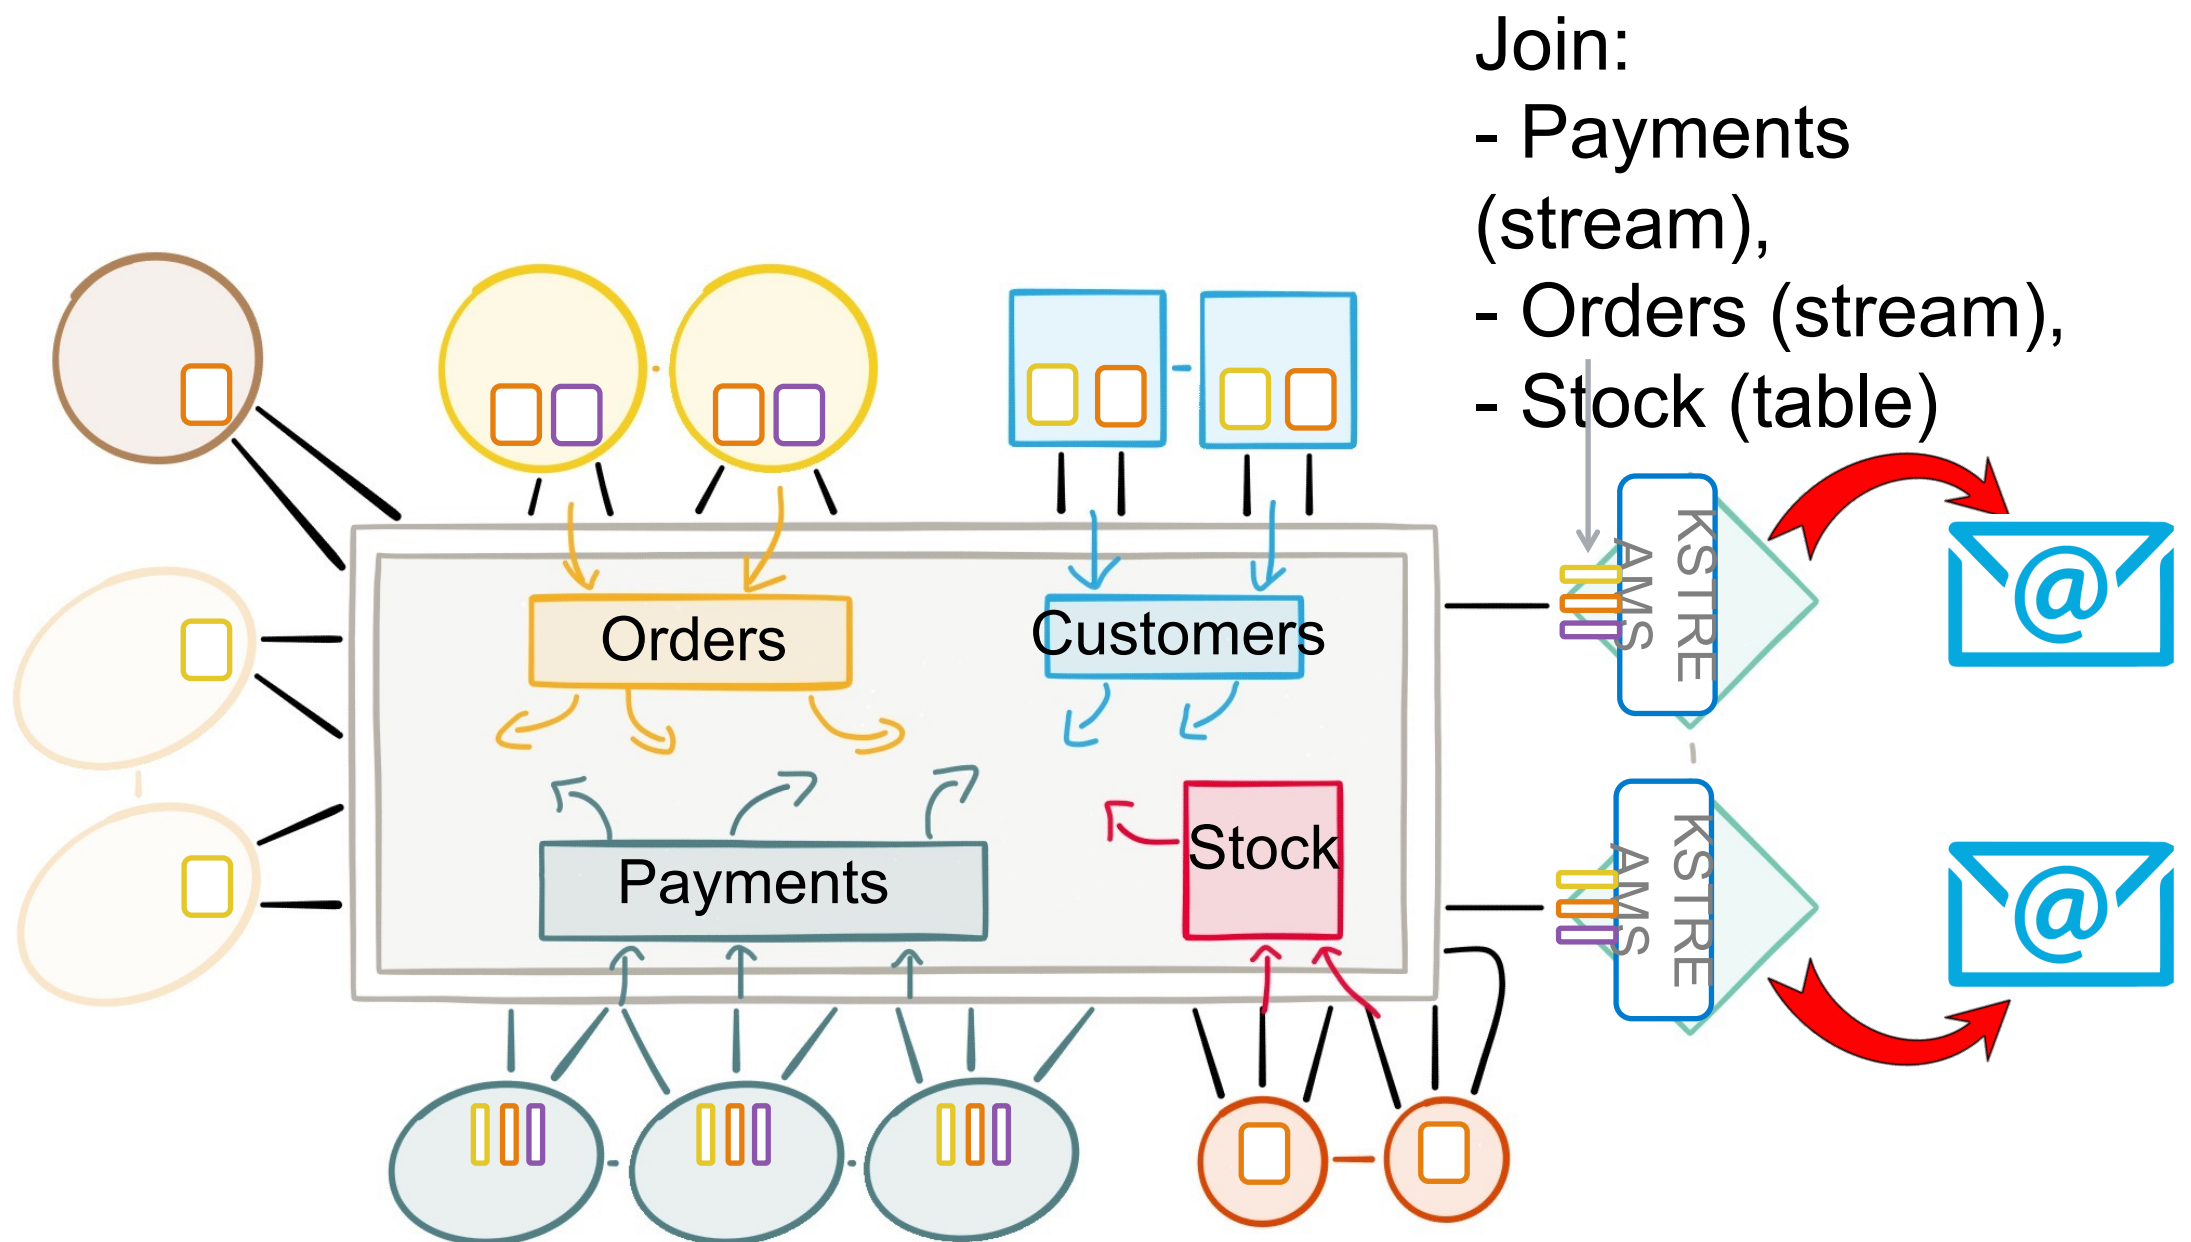 Join:
- Payments
(stream),
- Orders (stream),
- Stock (table)
Orders
Customers
KSTRE
AMS
@
Stock
Payments
KSTRE
AMS
@